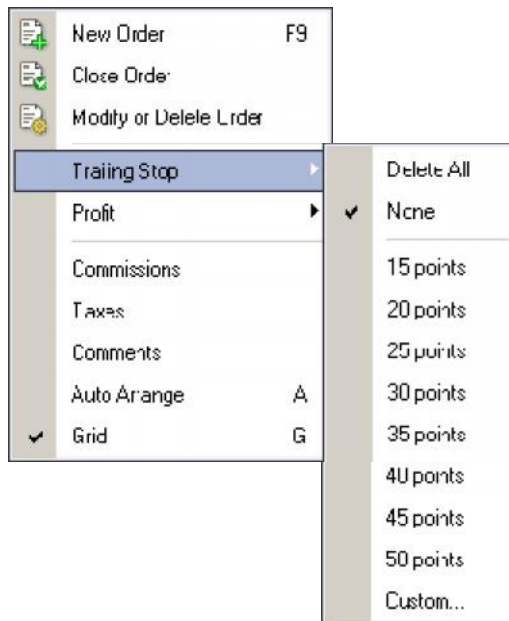 New Order F9
Close Order
Modify or Delete Order
Trailing Stop
Profit
Commissions
Taxes
Comments
Auto Arrange A
Grid G
Delete All
None
15 points
20 points
25 points
30 points
35 points
40 points
45 points
50 points
Custom...